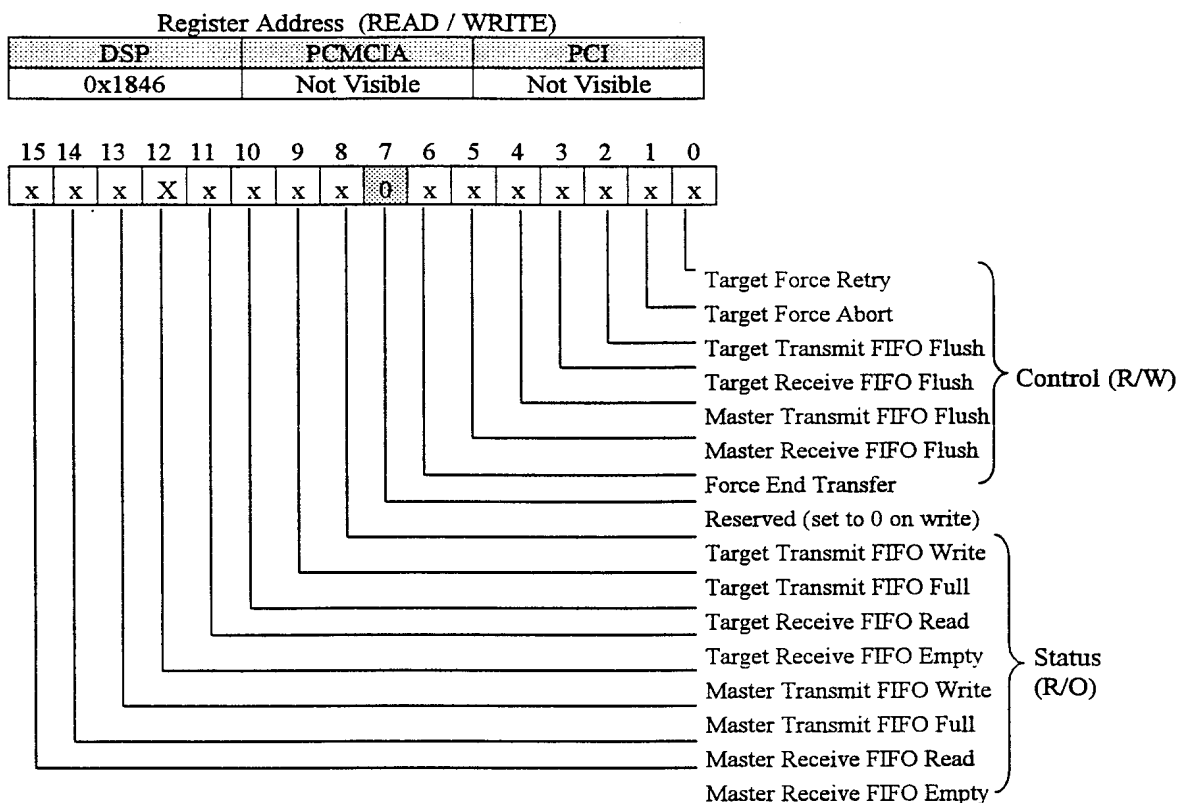 Register Address (READ / WRITE)
DSP PCMCIA PCI
0x1846 Not Visible Not Visible
15 14 13 12 11 10 9 8 7 6 5 4 3 2 1 0
x x x X x x x x 0 x x x x x x x
Target Force Retry
Target Force Abort
Target Transmit FIFO Flush
Target Receive FIFO Flush
Control (R/W)
Master Transmit FIFO Flush
Master Receive FIFO Flush
Force End Transfer
Reserved (set to 0 on write)
Target Transmit FIFO Write
Target Transmit FIFO Full
Target Receive FIFO Read
Target Receive FIFO Empty
Status
(R/O)
Master Transmit FIFO Write
Master Transmit FIFO Full
Master Receive FIFO Read
Master Receive FIFO Empty